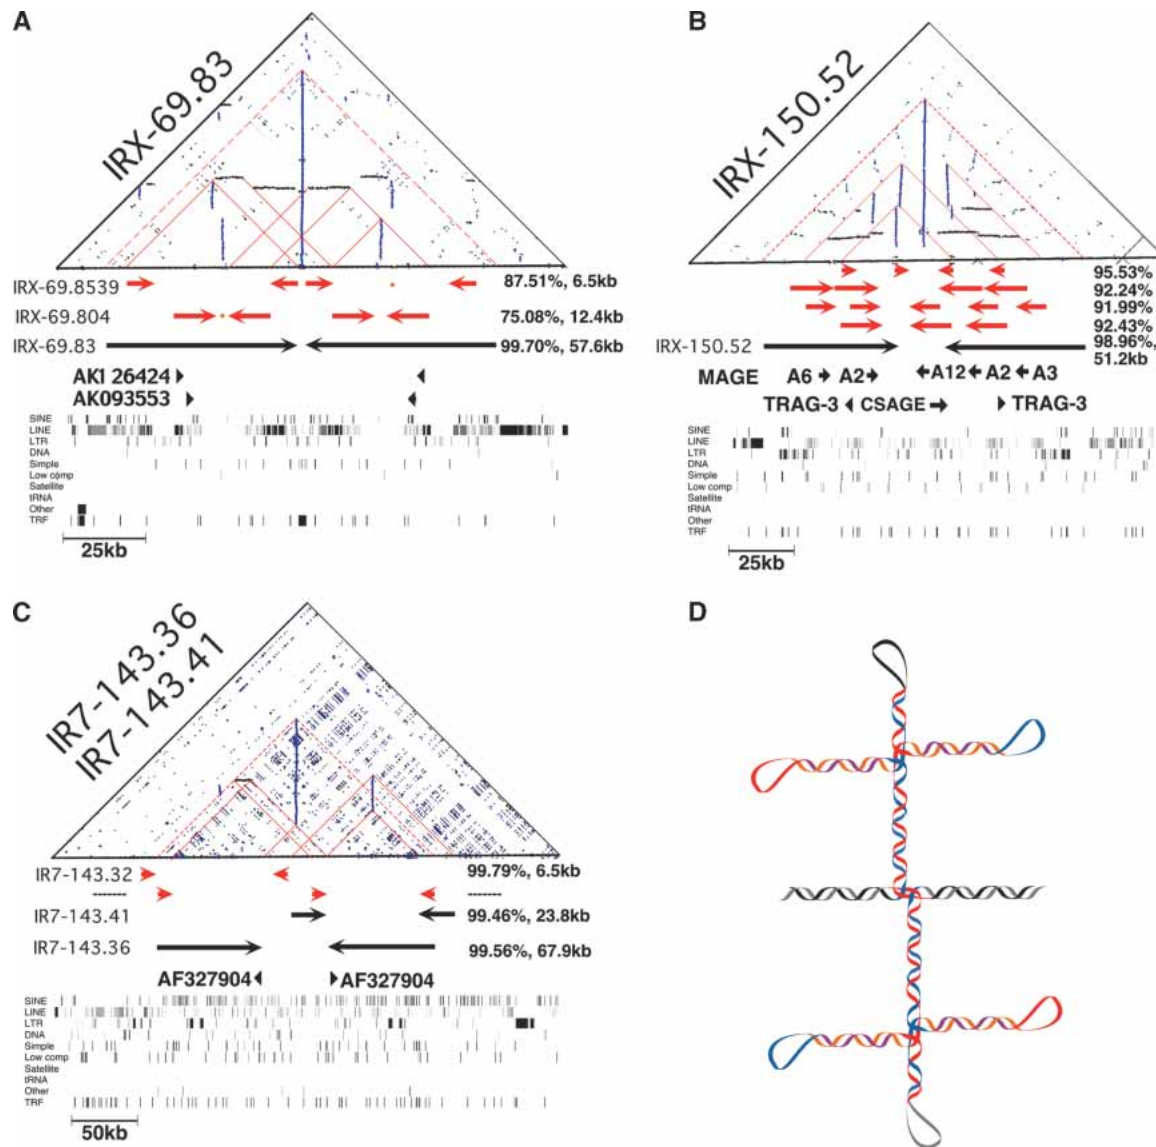 A
IRX-69.83
IRX-69.8539
87.51%, 6.5kb
IRX-69.804
75.08%, 12.4kb
IRX-69.83
99.70%, 57.6kb
AK1 26424
AK093553
SINE
LINE
LTR
DNA
Simple
Low comp
Satellite
tRNA
Other
TRF
25kb
B
IRX-150.52
95.53%
92.24%
91.99%
92.43%
IRX-150.52
98.96%,
51.2kb
MAGE A6 A2 A12 A2 A3
TRAG-3 CSAGE TRAG-3
SINE
LINE
LTR
DNA
Simple
Low comp
Satellite
tRNA
Other
TRF
25kb
C
IR7-143.36
IR7-143.41
IR7-143.32
99.79%, 6.5kb
IR7-143.41
99.46%, 23.8kb
IR7-143.36
99.56%, 67.9kb
AF327904 AF327904
SINE
LINE
LTR
DNA
Simple
Low comp
Satellite
tRNA
Other
TRF
50kb
D